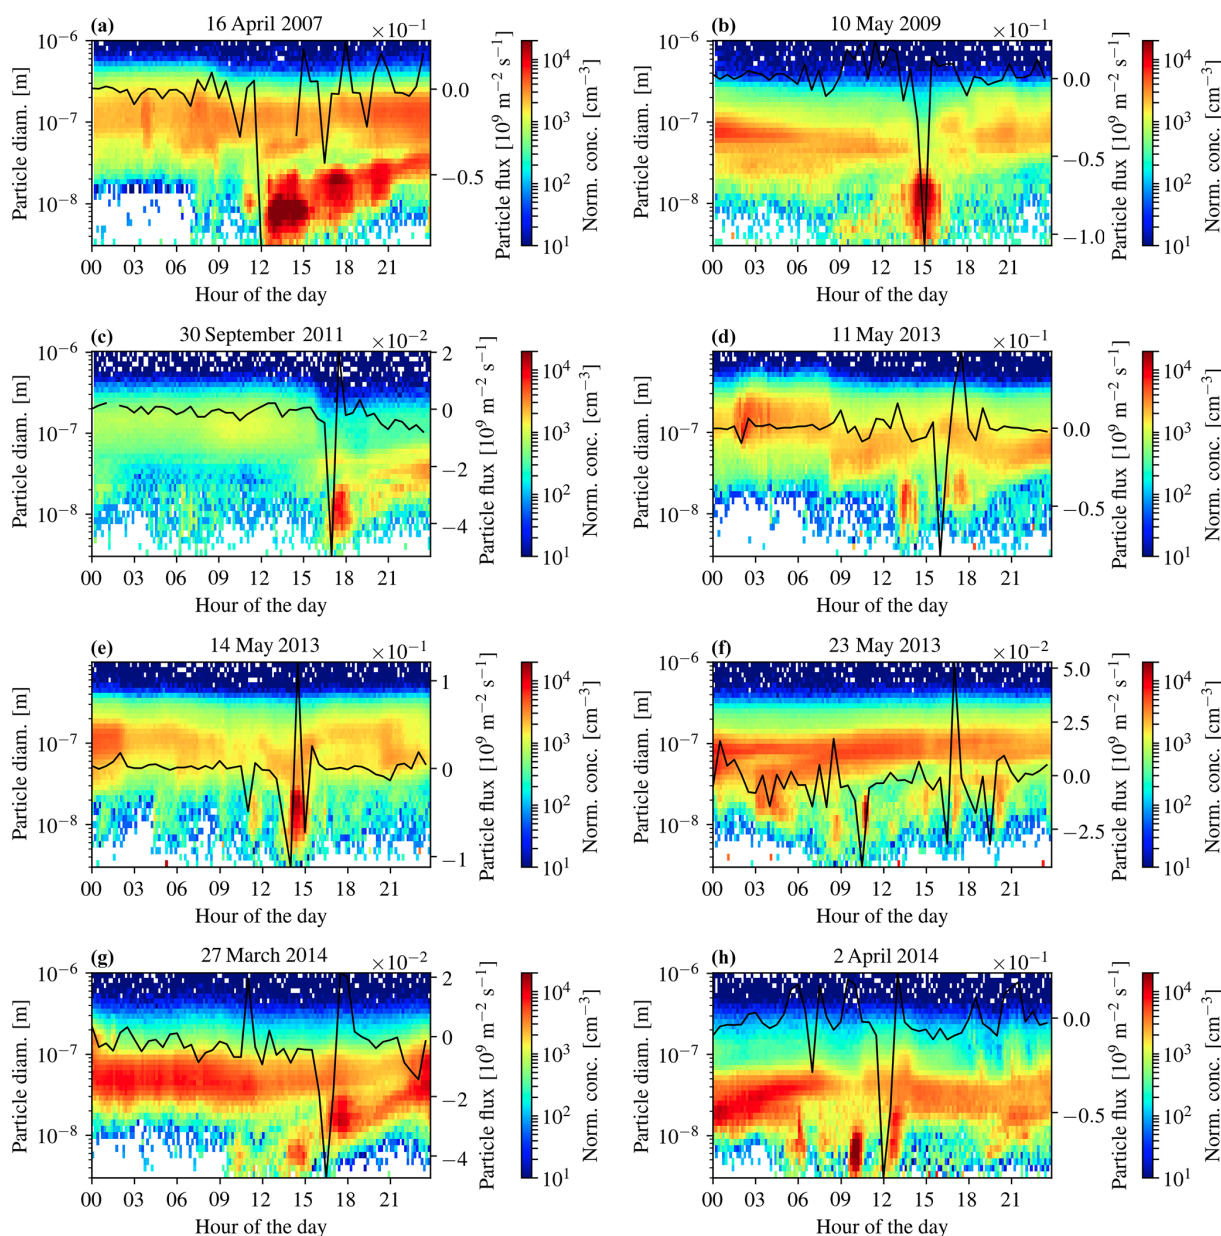 (a) 16 April 2007 ×10⁻¹
10⁻⁶ 10⁻⁷ 10⁻⁸
Particle diam. [m]
00 03 06 09 12 15 18 21
Hour of the day
0.0 −0.5
Particle flux [10⁹ m⁻² s⁻¹]
10⁴ 10³ 10² 10¹
Norm. conc. [cm⁻³]
(b) 10 May 2009 ×10⁻¹
10⁻⁶ 10⁻⁷ 10⁻⁸
Particle diam. [m]
00 03 06 09 12 15 18 21
Hour of the day
0.0 −0.5 −1.0
Particle flux [10⁹ m⁻² s⁻¹]
10⁴ 10³ 10² 10¹
Norm. conc. [cm⁻³]
(c) 30 September 2011 ×10⁻²
10⁻⁶ 10⁻⁷ 10⁻⁸
Particle diam. [m]
00 03 06 09 12 15 18 21
Hour of the day
2 0 −2 −4
Particle flux [10⁹ m⁻² s⁻¹]
10⁴ 10³ 10² 10¹
Norm. conc. [cm⁻³]
(d) 11 May 2013 ×10⁻¹
10⁻⁶ 10⁻⁷ 10⁻⁸
Particle diam. [m]
00 03 06 09 12 15 18 21
Hour of the day
0.0 −0.5
Particle flux [10⁹ m⁻² s⁻¹]
10⁴ 10³ 10² 10¹
Norm. conc. [cm⁻³]
(e) 14 May 2013 ×10⁻¹
10⁻⁷ 10⁻⁸
Particle diam. [m]
00 03 06 09 12 15 18 21
Hour of the day
1 0 −1
Particle flux [10⁹ m⁻² s⁻¹]
10⁴ 10³ 10² 10¹
Norm. conc. [cm⁻³]
(f) 23 May 2013 ×10⁻²
10⁻⁶ 10⁻⁷ 10⁻⁸
Particle diam. [m]
00 03 06 09 12 15 18 21
Hour of the day
5.0 2.5 0.0 −2.5
Particle flux [10⁹ m⁻² s⁻¹]
10⁴ 10³ 10² 10¹
Norm. conc. [cm⁻³]
(g) 27 March 2014 ×10⁻²
10⁻⁶ 10⁻⁷ 10⁻⁸
Particle diam. [m]
00 03 06 09 12 15 18 21
Hour of the day
2 0 −2 −4
Particle flux [10⁹ m⁻² s⁻¹]
10⁴ 10³ 10² 10¹
Norm. conc. [cm⁻³]
(h) 2 April 2014 ×10⁻¹
10⁻⁶ 10⁻⁷ 10⁻⁸
Particle diam. [m]
00 03 06 09 12 15 18 21
Hour of the day
0.0 −0.5
Particle flux [10⁹ m⁻² s⁻¹]
10⁴ 10³ 10² 10¹
Norm. conc. [cm⁻³]